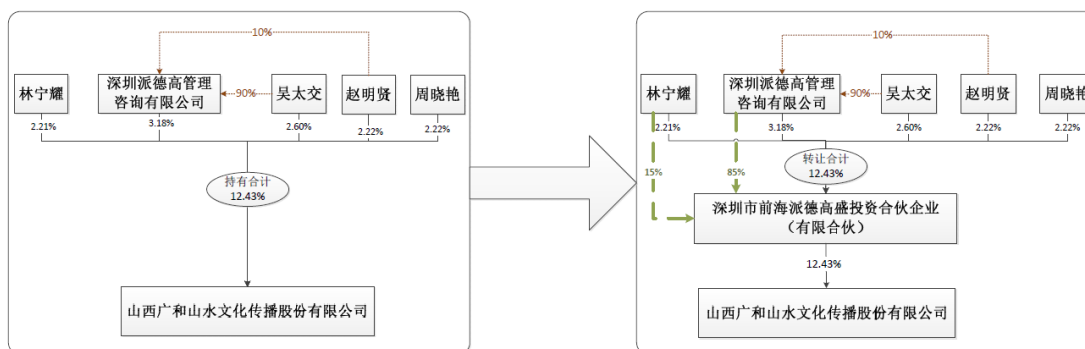 10%
林宁耀
深圳派德高管理
咨询有限公司
90%
吴太交
赵明贤
周晓艳
2.21%
3.18%
2.60%
2.22%
2.22%
持有合计
12.43%
山西广和山水文化传播股份有限公司
10%
林宁耀
深圳派德高管理
咨询有限公司
90%
吴太交
赵明贤
周晓艳
2.21%
3.18%
2.60%
2.22%
2.22%
15%
85%
转让合计
12.43%
深圳市前海派德高盛投资合伙企业
（有限合伙）
12.43%
山西广和山水文化传播股份有限公司